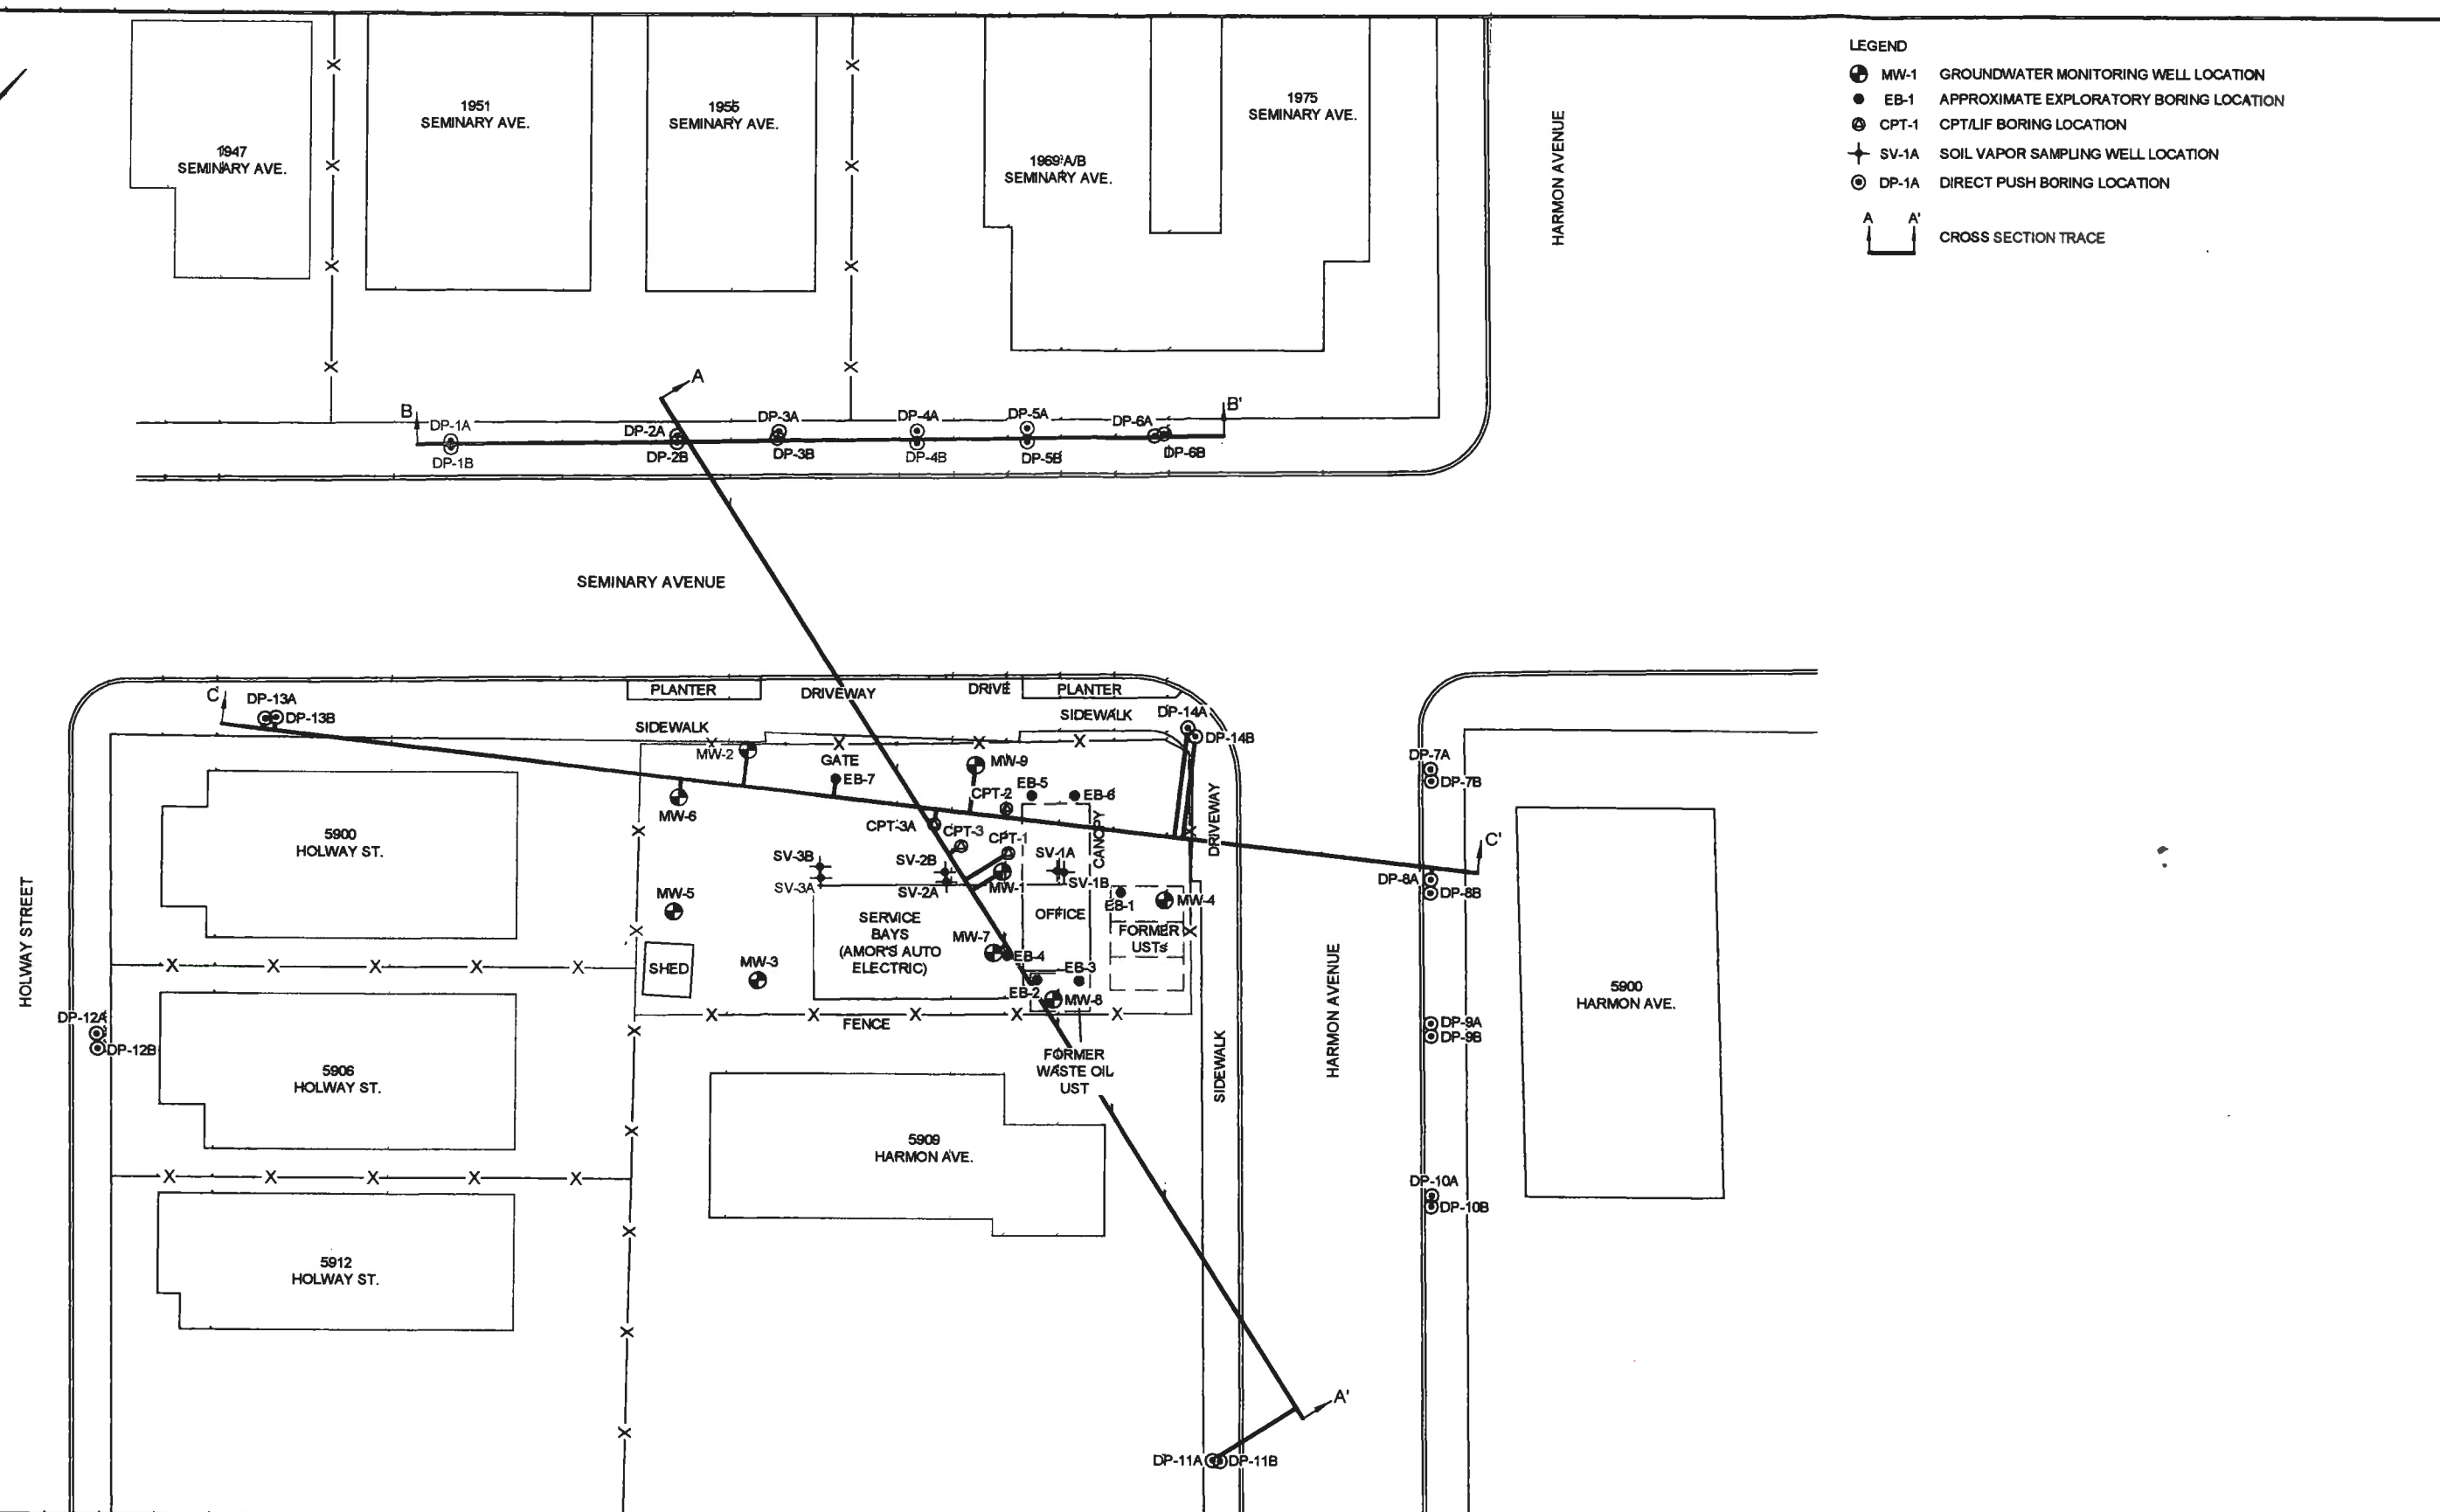 LEGEND
MW-1 GROUNDWATER MONITORING WELL LOCATION
EB-1 APPROXIMATE EXPLORATORY BORING LOCATION
CPT-1 CPT/LIF BORING LOCATION
SV-1A SOIL VAPOR SAMPLING WELL LOCATION
DP-1A DIRECT PUSH BORING LOCATION
A A'
CROSS SECTION TRACE
1947
SEMINARY AVE.
1951
SEMINARY AVE.
1955
SEMINARY AVE.
1969 A/B
SEMINARY AVE.
1975
SEMINARY AVE.
HARMON AVENUE
A
B
B'
DP-1A
DP-1B
DP-2A
DP-2B
DP-3A
DP-3B
DP-4A
DP-4B
DP-5A
DP-5B
DP-6A
DP-6B
SEMINARY AVENUE
C
DP-13A
DP-13B
PLANTER
DRIVEWAY
DRIVE
PLANTER
SIDEWALK
SIDEWALK
DP-14A
DP-14B
MW-2
GATE
EB-7
MW-9
EB-5
EB-6
CPT-2
MW-6
CPT-3A
CPT-3
CPT-1
CANOPY
DRIVEWAY
DP-7A
DP-7B
C'
5900
HOLWAY ST.
SV-3B
SV-3A
SV-2B
SV-2A
SV-1A
SV-1B
MW-1
DP-8A
DP-8B
MW-5
EB-1
MW-4
OFFICE
SERVICE
BAYS
(AMOR'S AUTO
ELECTRIC)
FORMER
USTs
MW-7
EB-4
SHED
MW-3
EB-3
EB-2
MW-8
FENCE
HOLWAY STREET
HARMON AVENUE
5900
HARMON AVE.
DP-12A
DP-12B
DP-9A
DP-9B
FORMER
WASTE OIL
UST
SIDEWALK
5906
HOLWAY ST.
5909
HARMON AVE.
DP-10A
DP-10B
5912
HOLWAY ST.
A'
DP-11A
DP-11B